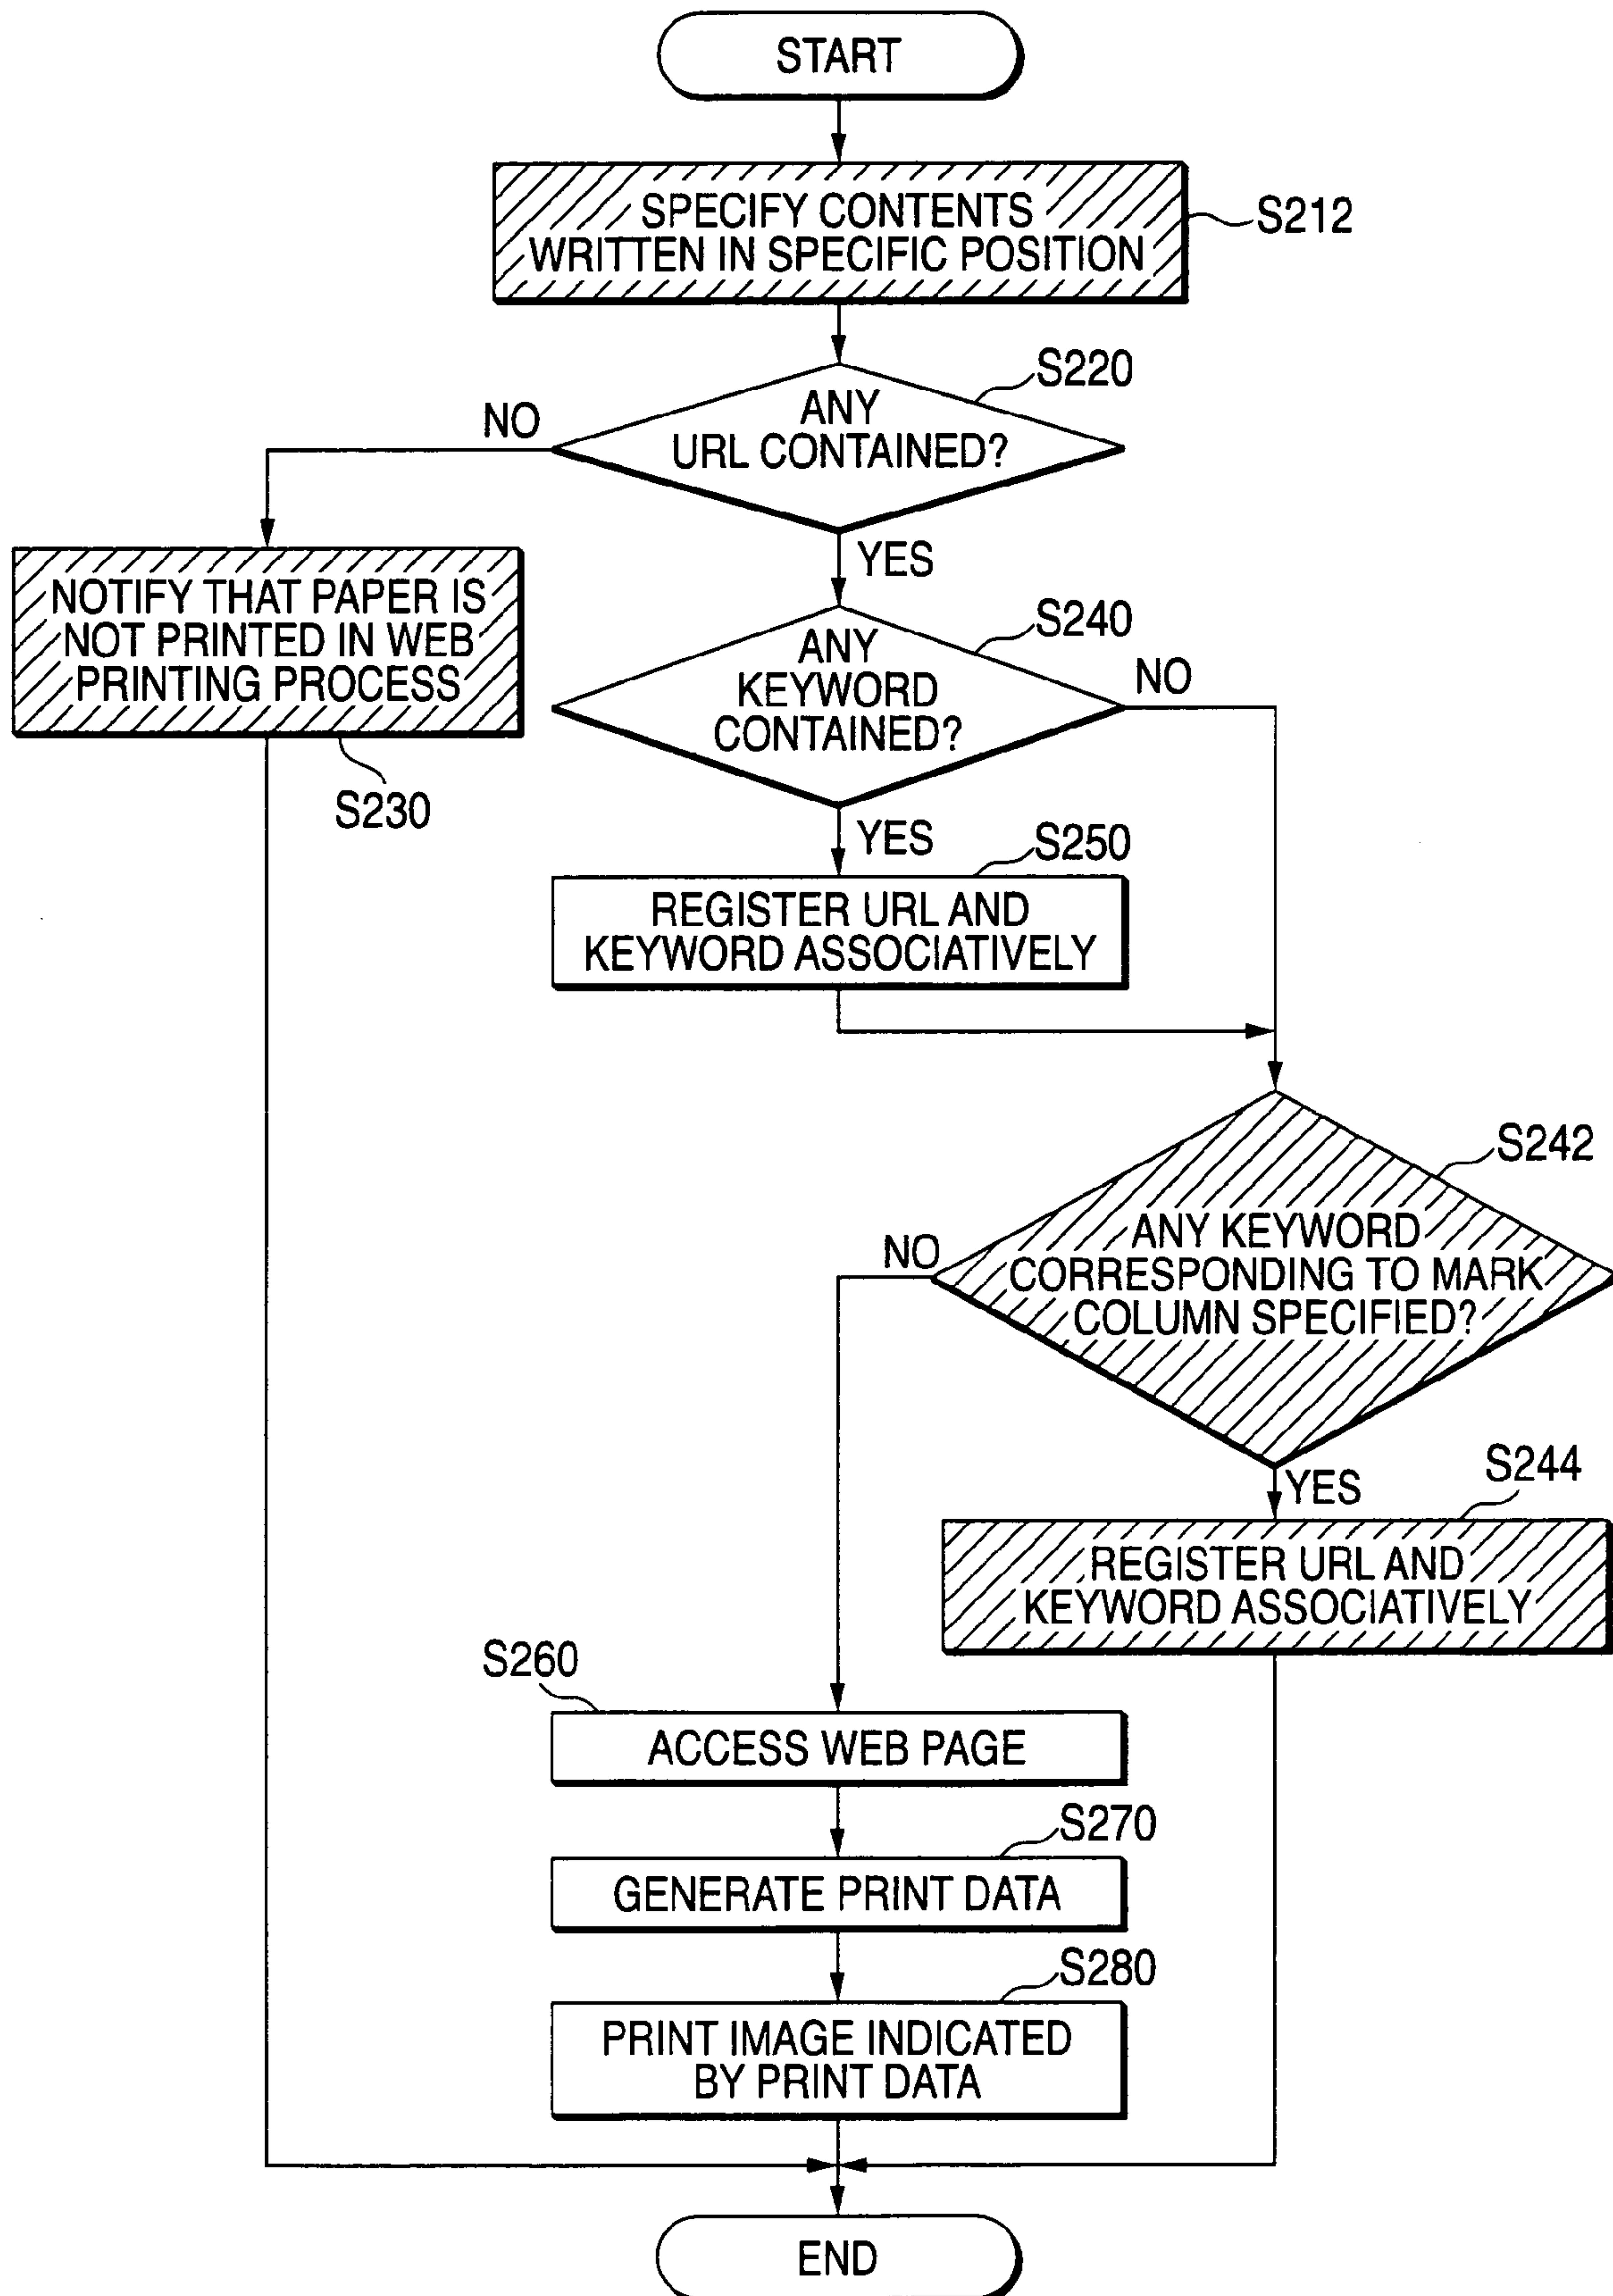 START
SPECIFY CONTENTS
WRITTEN IN SPECIFIC POSITION
S212
S220
ANY
URL CONTAINED?
NO
YES
NOTIFY THAT PAPER IS
NOT PRINTED IN WEB
PRINTING PROCESS
S230
S240
ANY
KEYWORD
CONTAINED?
NO
YES
S250
REGISTER URL AND
KEYWORD ASSOCIATIVELY
S242
ANY KEYWORD
CORRESPONDING TO MARK
COLUMN SPECIFIED?
NO
YES
S244
REGISTER URL AND
KEYWORD ASSOCIATIVELY
S260
ACCESS WEB PAGE
S270
GENERATE PRINT DATA
S280
PRINT IMAGE INDICATED
BY PRINT DATA
END